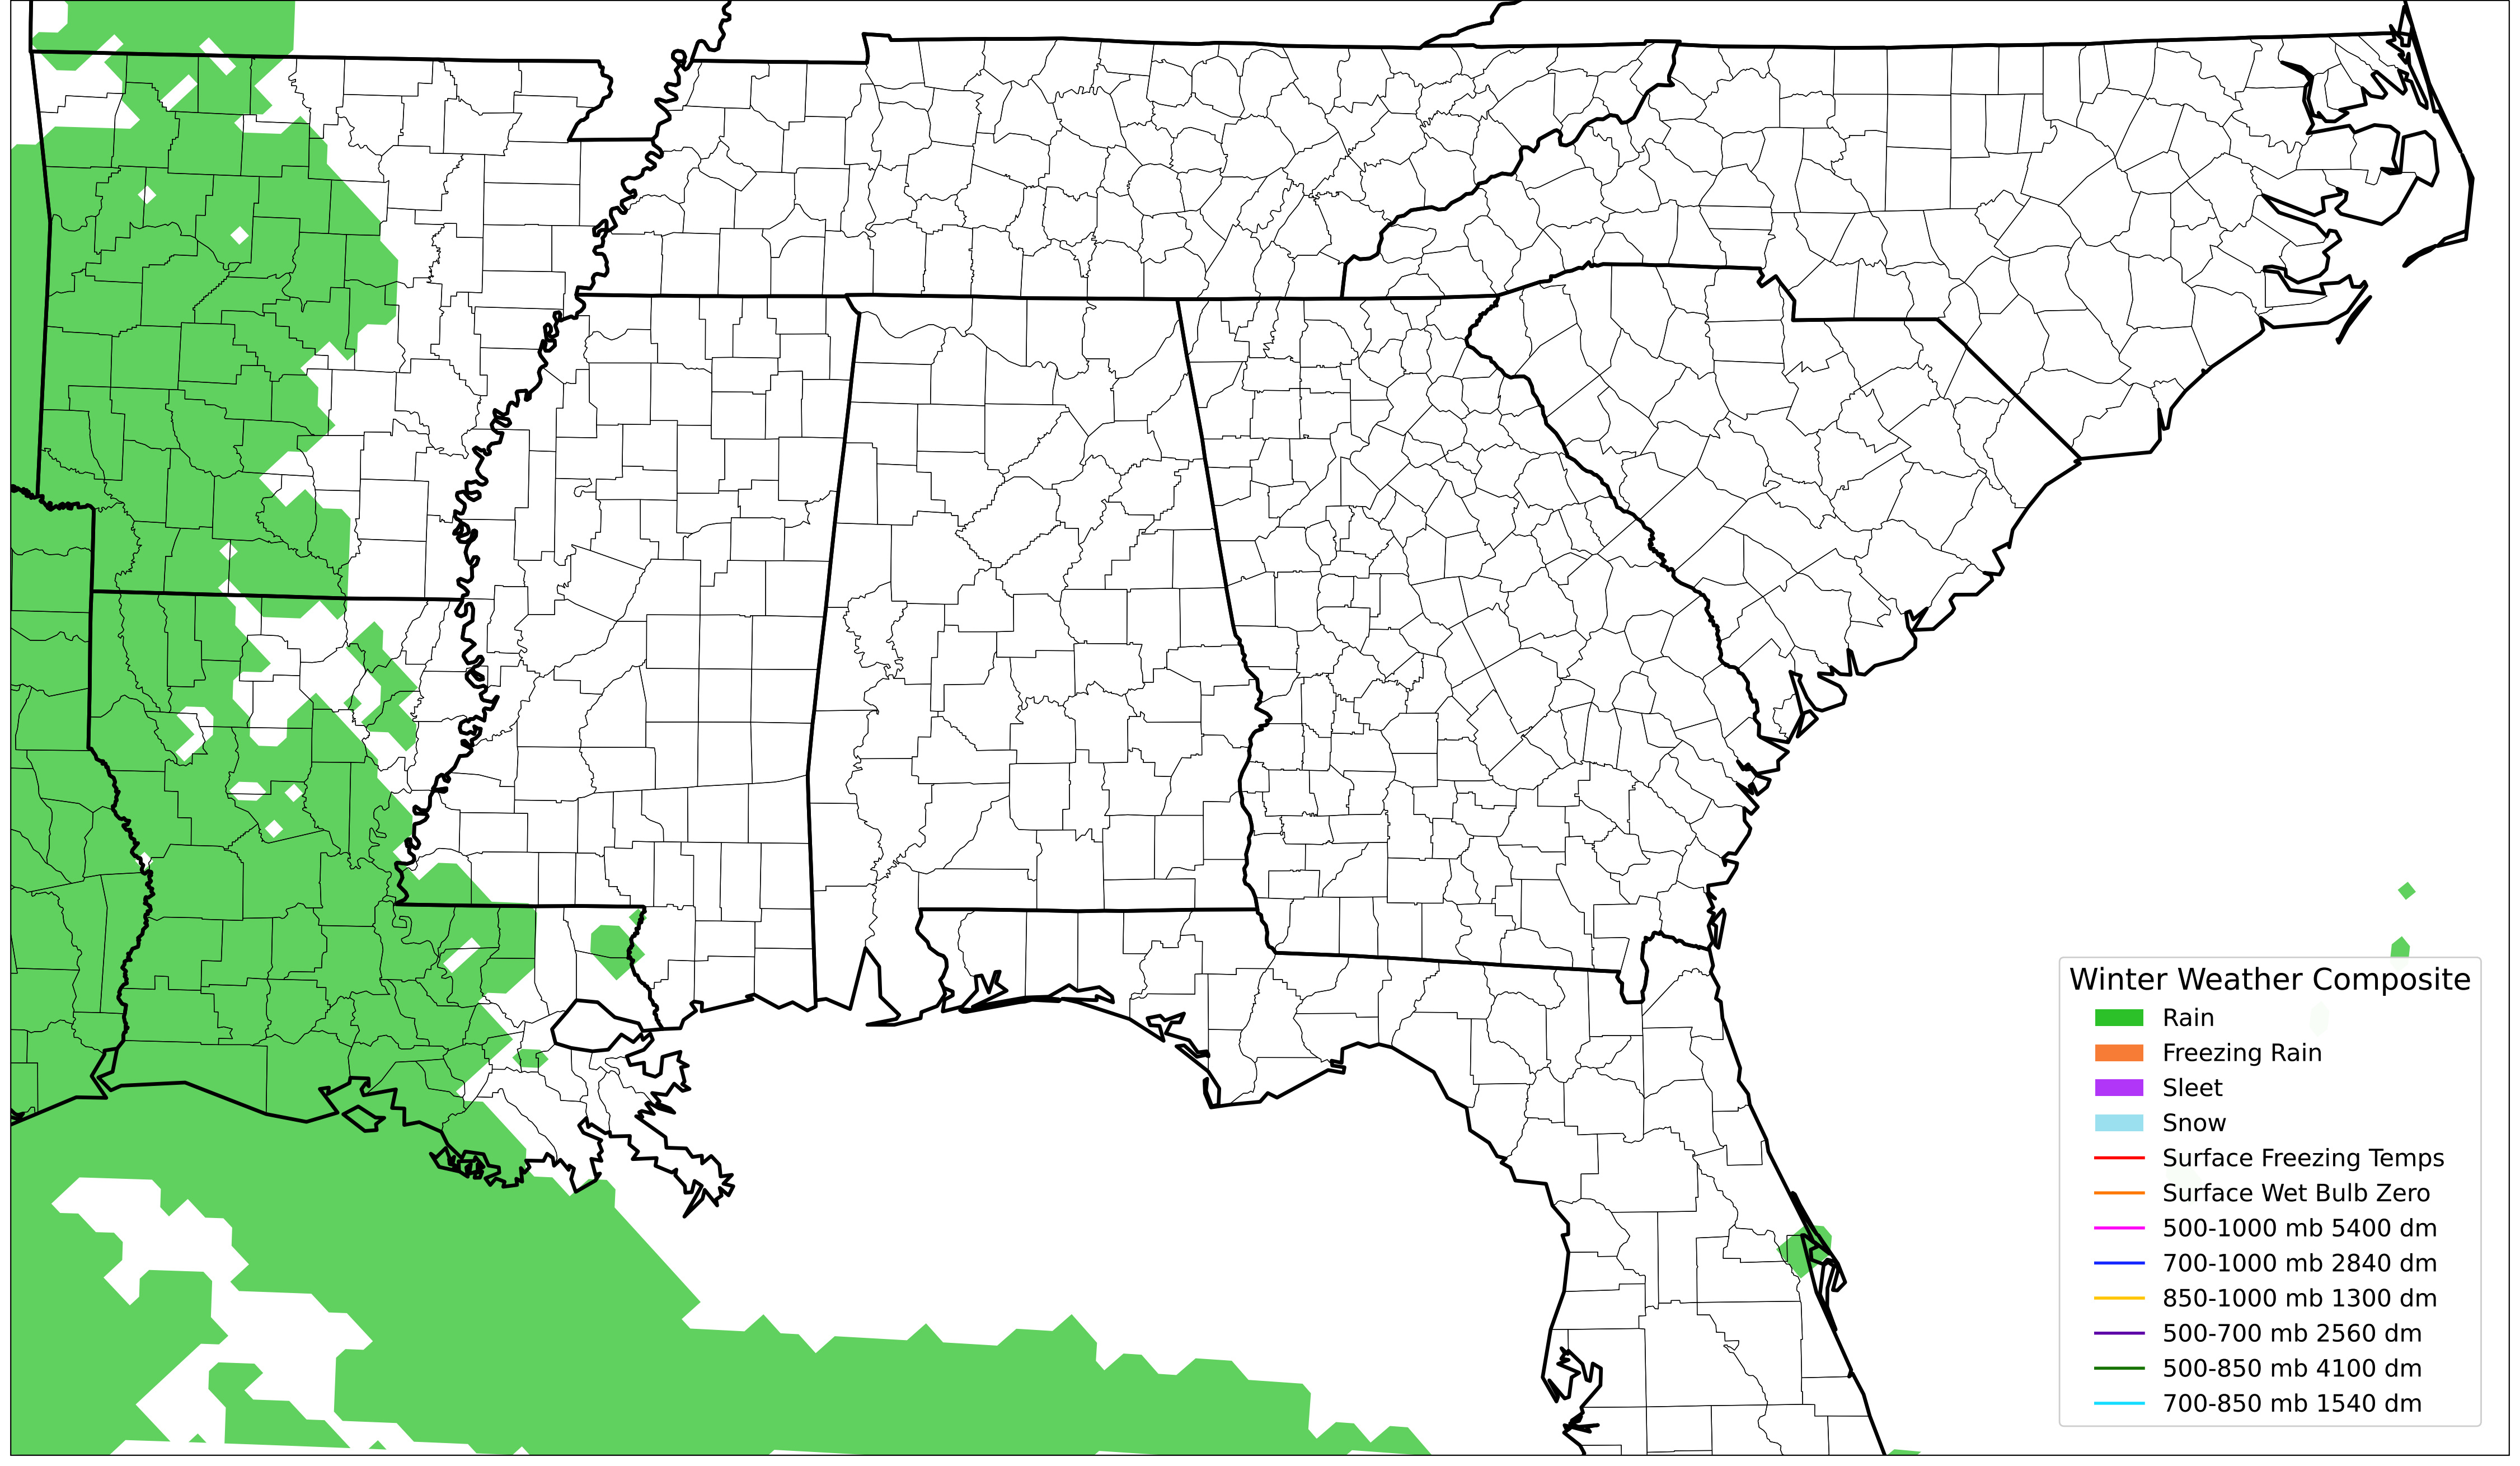 Winter Weather Composite
Rain
Freezing Rain
Sleet
Snow
Surface Freezing Temps
Surface Wet Bulb Zero
500-1000 mb 5400 dm
700-1000 mb 2840 dm
850-1000 mb 1300 dm
500-700 mb 2560 dm
500-850 mb 4100 dm
700-850 mb 1540 dm